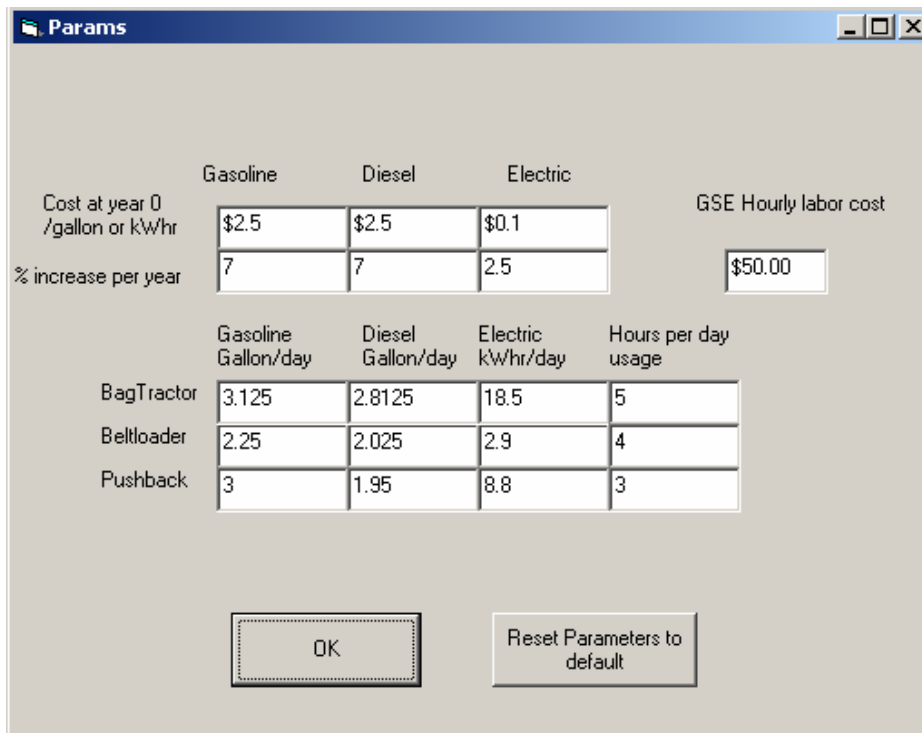 Params
Gasoline Diesel Electric
Cost at year 0
/gallon or kWhr
$2.5 $2.5 $0.1
GSE Hourly labor cost
% increase per year
7 7 2.5
$50.00
Gasoline
Gallon/day
Diesel
Gallon/day
Electric
kWhr/day
Hours per day
usage
BagTractor 3.125 2.8125 18.5 5
Beltloader 2.25 2.025 2.9 4
Pushback 3 1.95 8.8 3
OK
Reset Parameters to
default